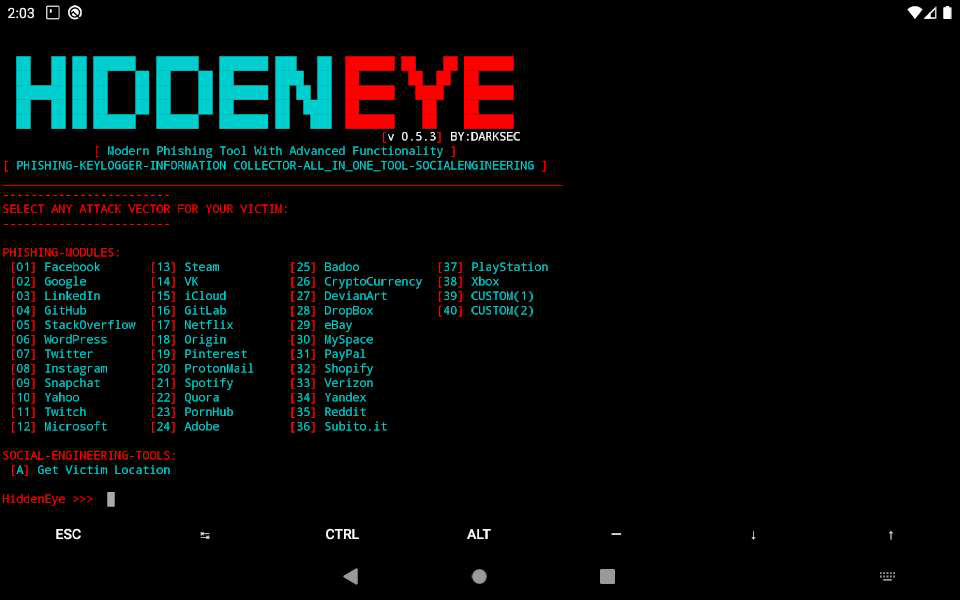 2:03
HIDDENEYE
[v 0.5.3] BY:DARKSEC
[ Modern Phishing Tool With Advanced Functionality ]
[ PHISHING-KEYLOGGER-INFORMATION COLLECTOR-ALL_IN_ONE_TOOL-SOCIALENGINEERING ]
------------------------
SELECT ANY ATTACK VECTOR FOR YOUR VICTIM:
------------------------
PHISHING-MODULES:
[01] Facebook [13] Steam [25] Badoo [37] PlayStation
[02] Google [14] VK [26] CryptoCurrency [38] Xbox
[03] LinkedIn [15] iCloud [27] DevianArt [39] CUSTOM(1)
[04] GitHub [16] GitLab [28] DropBox [40] CUSTOM(2)
[05] StackOverflow [17] Netflix [29] eBay
[06] WordPress [18] Origin [30] MySpace
[07] Twitter [19] Pinterest [31] PayPal
[08] Instagram [20] ProtonMail [32] Shopify
[09] Snapchat [21] Spotify [33] Verizon
[10] Yahoo [22] Quora [34] Yandex
[11] Twitch [23] PornHub [35] Reddit
[12] Microsoft [24] Adobe [36] Subito.it
SOCIAL-ENGINEERING-TOOLS:
[A] Get Victim Location
HiddenEye >>>
ESC ⇆ CTRL ALT — ↓ ↑